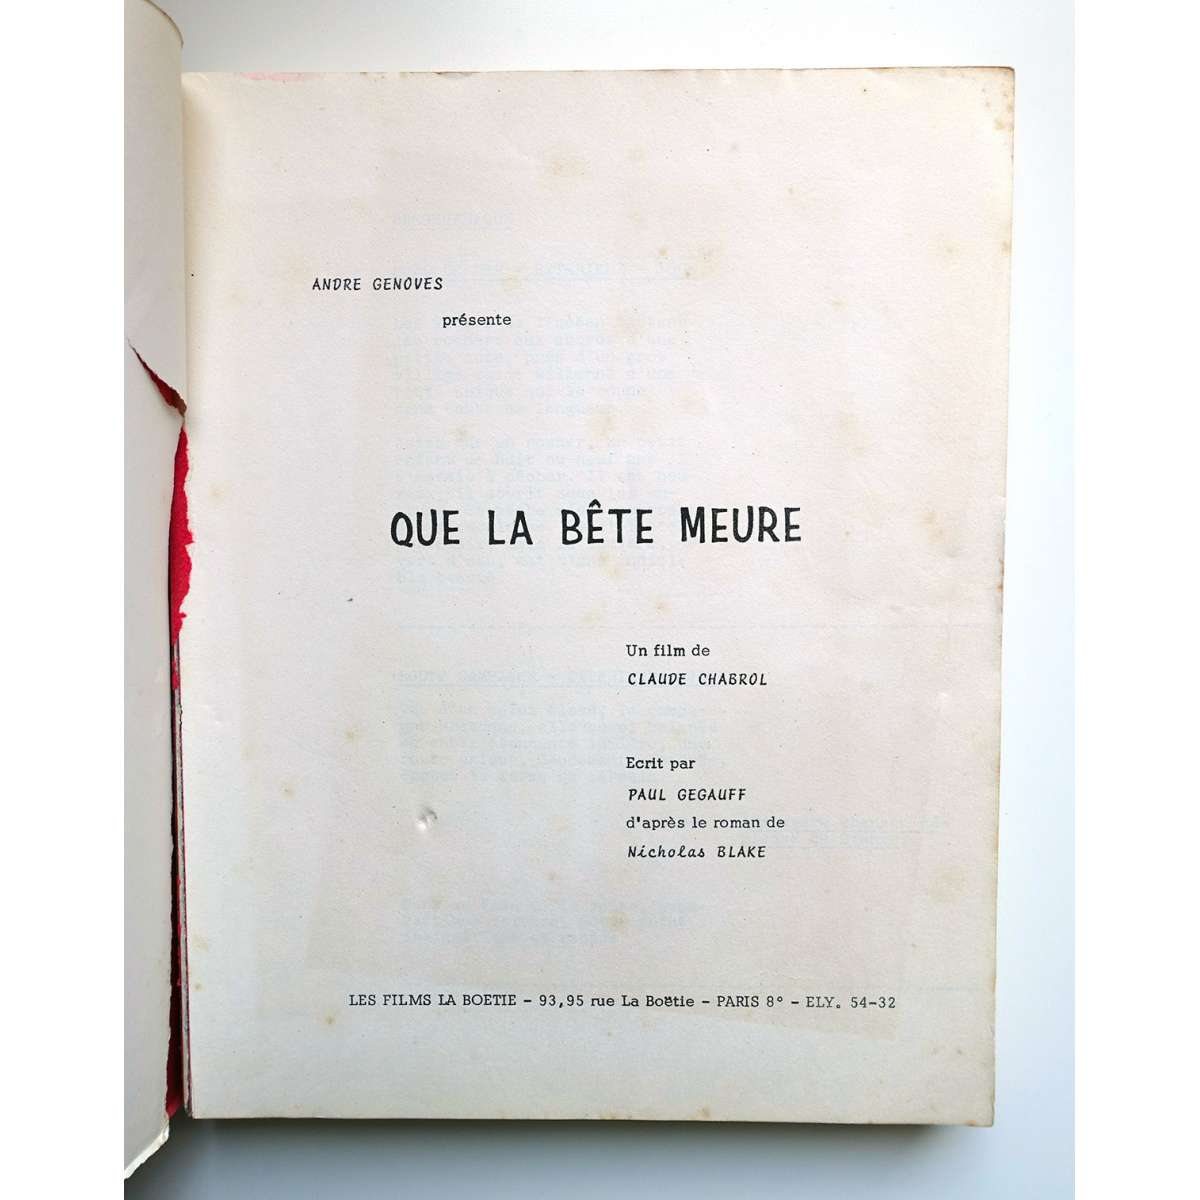 ANDRE GENOVES
présente
QUE LA BÊTE MEURE
Un film de
CLAUDE CHABROL
Ecrit par
PAUL GEGAUFF
d'après le roman de
Nicholas BLAKE
LES FILMS LA BOETIE - 93,95 rue La Boëtie - PARIS 8° - ELY. 54-32